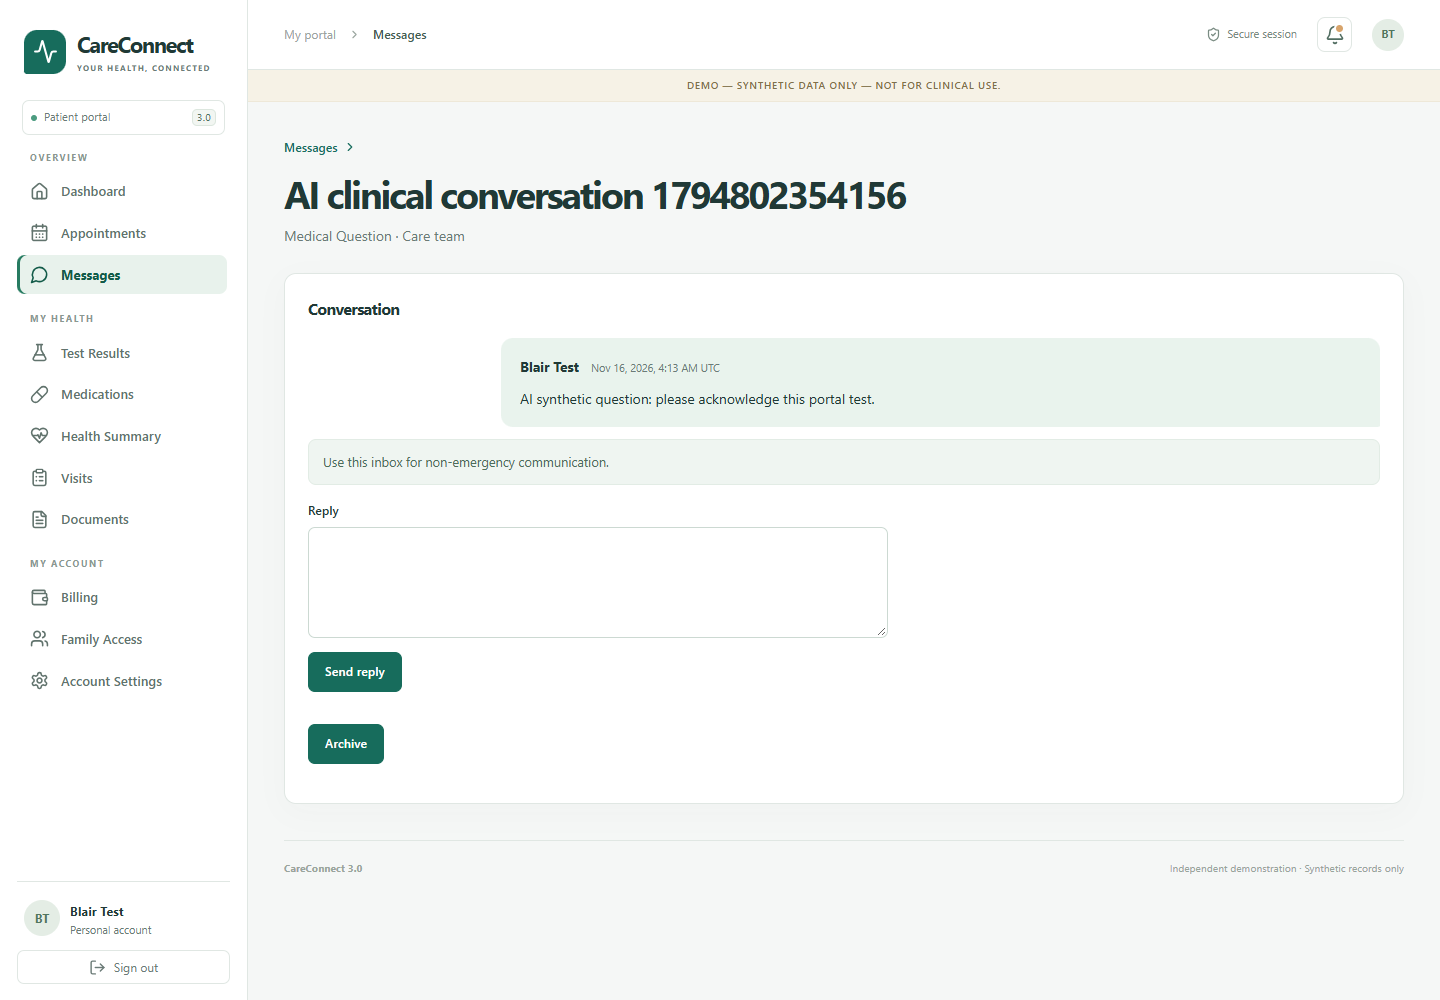 CareConnect
YOUR HEALTH, CONNECTED
Patient portal 3.0
OVERVIEW
Dashboard
Appointments
Messages
MY HEALTH
Test Results
Medications
Health Summary
Visits
Documents
MY ACCOUNT
Billing
Family Access
Account Settings
BT
Blair Test
Personal account
Sign out
My portal > Messages
Secure session
BT
DEMO — SYNTHETIC DATA ONLY — NOT FOR CLINICAL USE.
Messages >
AI clinical conversation 1794802354156
Medical Question · Care team
Conversation
Blair Test Nov 16, 2026, 4:13 AM UTC
AI synthetic question: please acknowledge this portal test.
Use this inbox for non-emergency communication.
Reply
Send reply
Archive
CareConnect 3.0
Independent demonstration · Synthetic records only